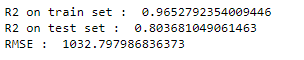 R2 on train set :  0.9652792354009446
R2 on test set :  0.803681049061463
RMSE :  1032.797986836373